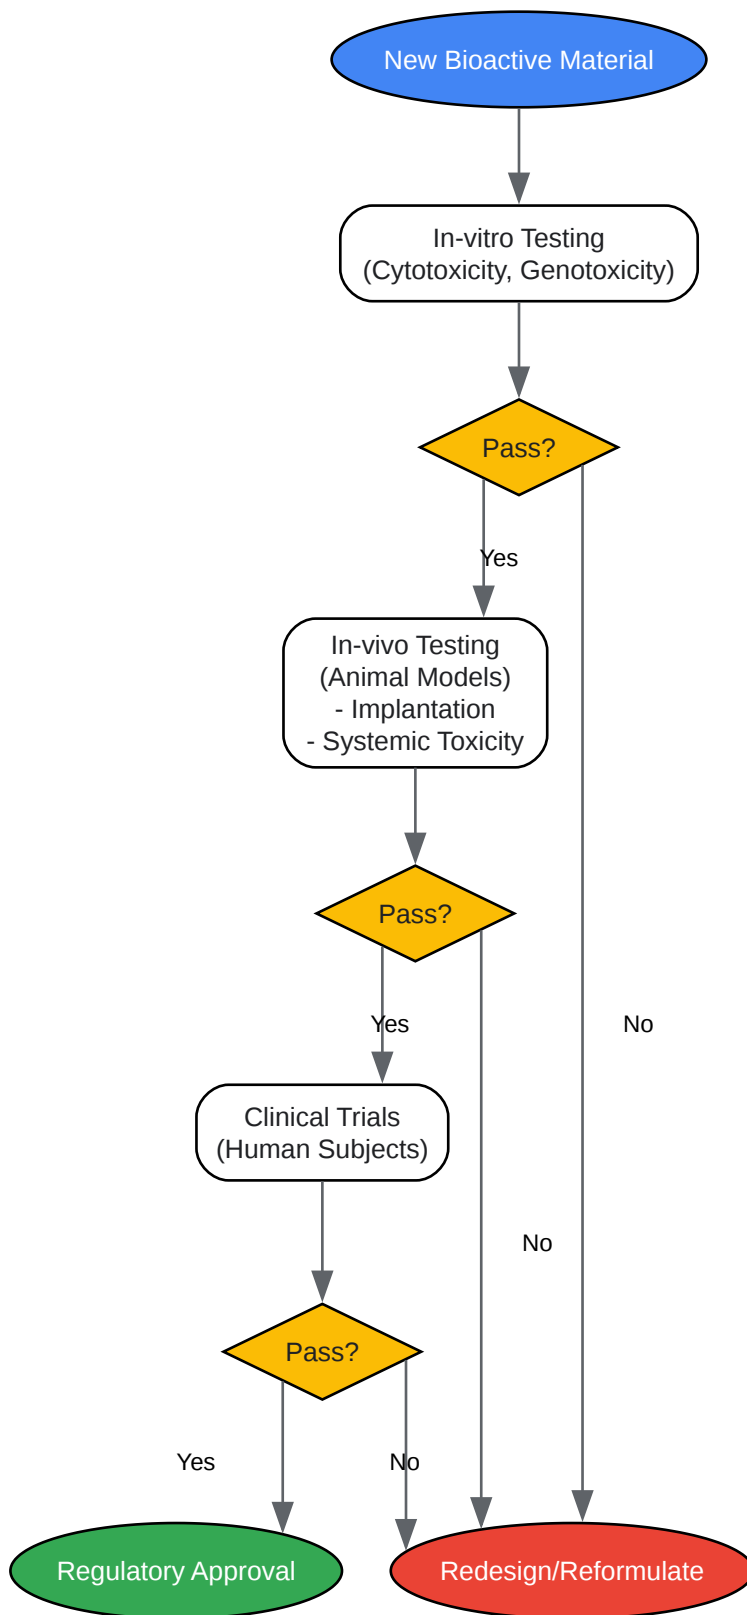 New Bioactive Material
In-vitro Testing
(Cytotoxicity, Genotoxicity)
Pass?
Yes
In-vivo Testing
(Animal Models)
- Implantation
- Systemic Toxicity
Pass?
Yes
No
Clinical Trials
(Human Subjects)
No
Pass?
Yes
No
Regulatory Approval
Redesign/Reformulate